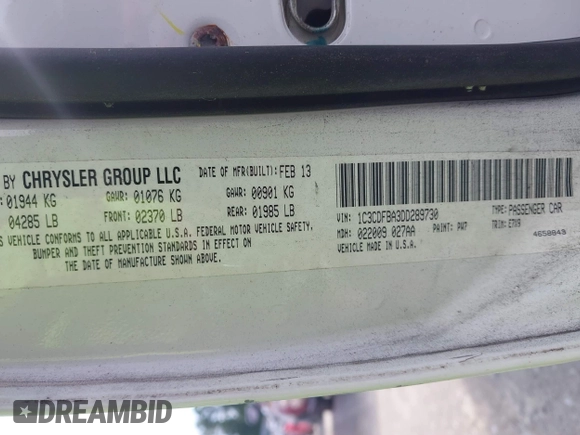 BY CHRYSLER GROUP LLC DATE OF MFR(BUILT): FEB 13
01944 KG GAWR: 01076 KG GAWR: 00901 KG
04285 LB FRONT: 02370 LB REAR: 01985 LB
VEHICLE CONFORMS TO ALL APPLICABLE U.S.A. FEDERAL MOTOR VEHICLE SAFETY,
BUMPER AND THEFT PREVENTION STANDARDS IN EFFECT ON
THE DATE OF MANUFACTURE SHOWN ABOVE.
VIN: 1C3CDFBA3DD289730 TYPE: PASSENGER CAR
MDH: 022009 027AA PAINT: PW7 TRIM:
MADE IN U.S.A.
DREAMBID